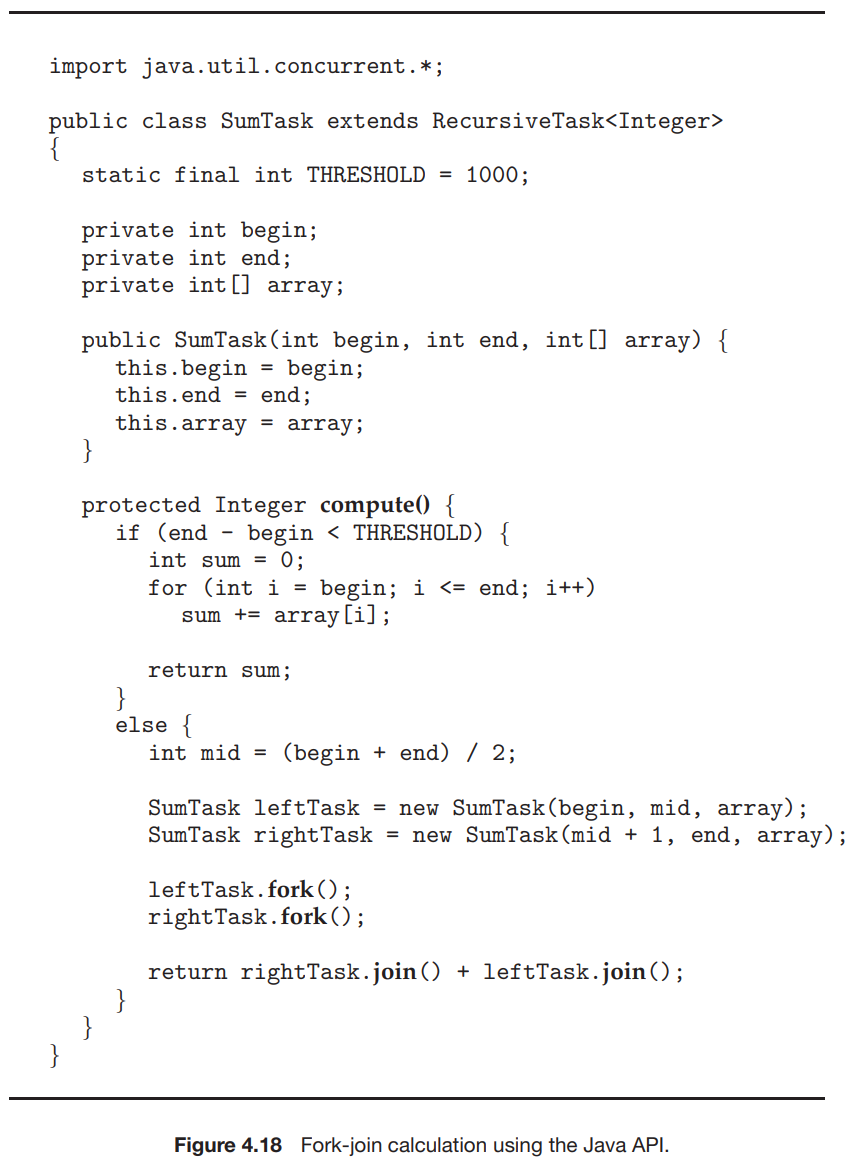 import java.util.concurrent.*;
public class SumTask extends RecursiveTask<Integer>
{
static final int THRESHOLD = 1000;
private int begin;
private int end;
private int[] array;
public SumTask(int begin, int end, int[] array) {
this.begin = begin;
this.end = end;
this.array = array;
}
protected Integer compute() {
if (end - begin < THRESHOLD) {
int sum = 0;
for (int i = begin; i <= end; i++)
sum += array[i];
return sum;
}
else {
int mid = (begin + end) / 2;
SumTask leftTask = new SumTask(begin, mid, array);
SumTask rightTask = new SumTask(mid + 1, end, array);
leftTask.fork();
rightTask.fork();
return rightTask.join() + leftTask.join();
}
}
}
Figure 4.18 Fork-join calculation using the Java API.